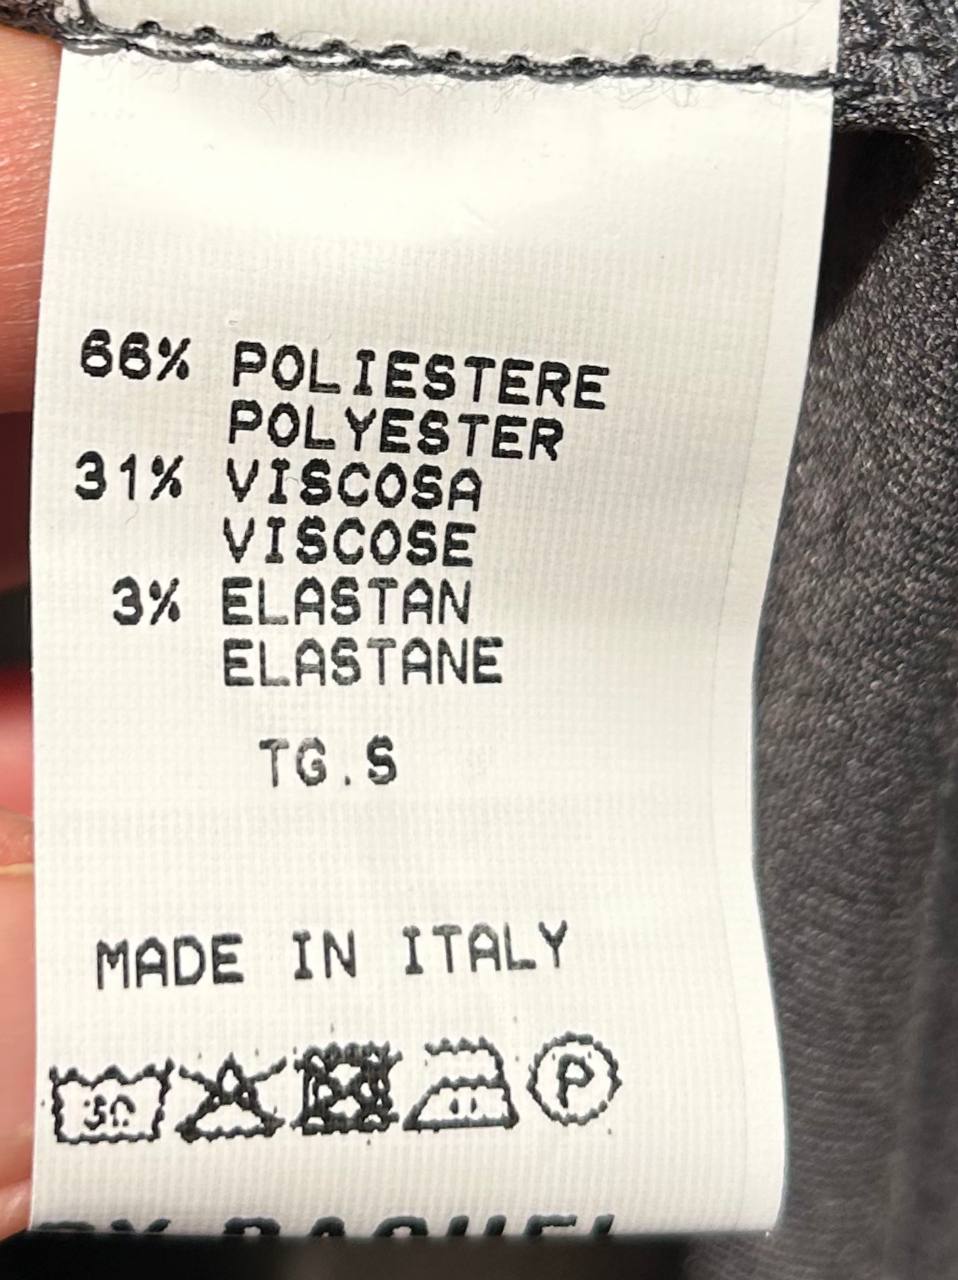 66% POLIESTERE
POLYESTER
31% VISCOSA
VISCOSE
3% ELASTAN
ELASTANE
TG.S
MADE IN ITALY
30
P